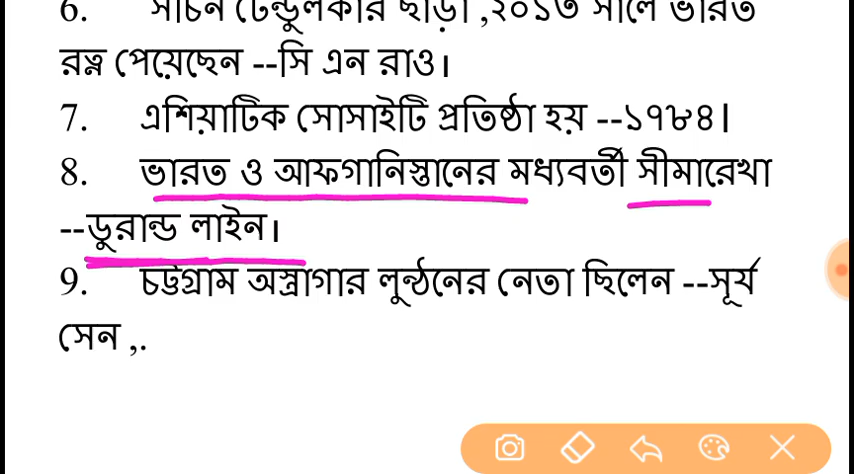 6. সচিন টেন্ডুলকার ছাড়া ,২০১৩ সালে ভারত
রত্ন পেয়েছেন --সি এন রাও।
7. এশিয়াটিক সোসাইটি প্রতিষ্ঠা হয় --১৭৮৪|
8. ভারত ও আফগানিস্তানের মধ্যবর্তী সীমারেখা
--ডুরান্ড লাইন।
9. চট্টগ্রাম অস্ত্রাগার লুন্ঠনের নেতা ছিলেন --সূর্য
সেন ,.